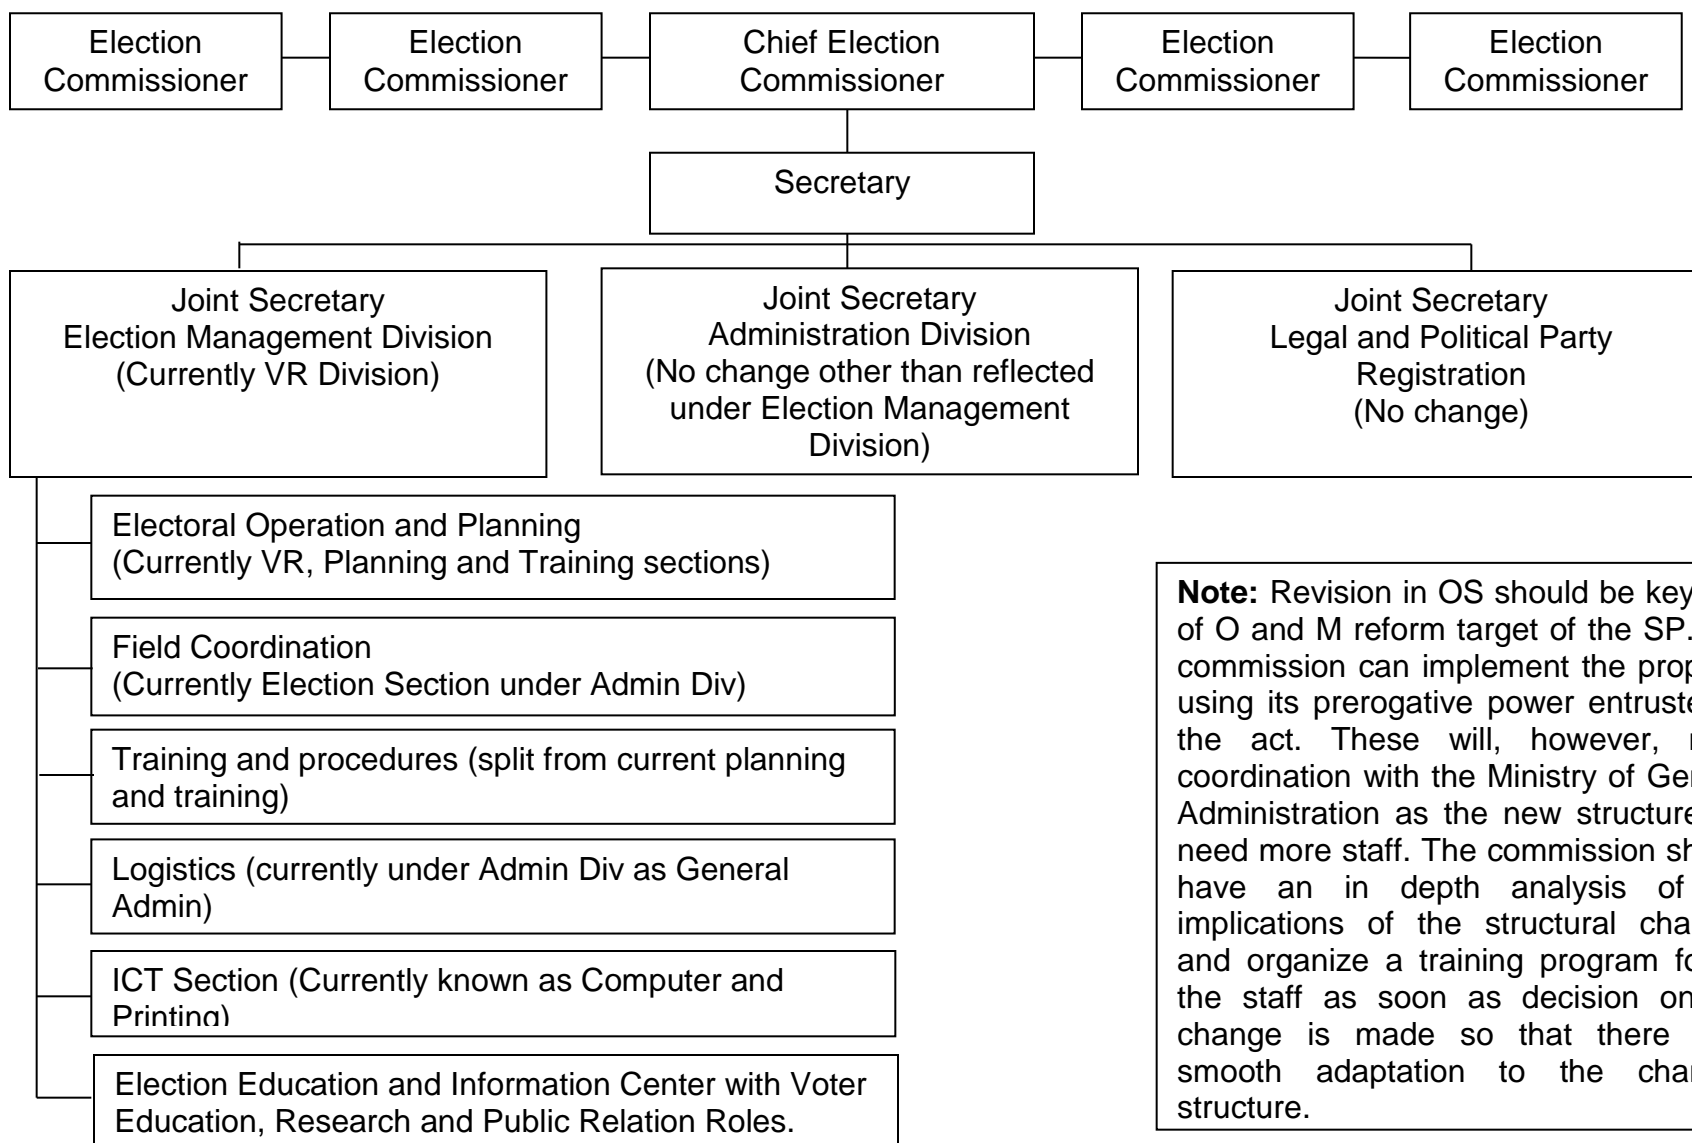 Election
Commissioner
Election
Commissioner
Chief Election
Commissioner
Election
Commissioner
Election
Commissioner
Secretary
Joint Secretary
Election Management Division
(Currently VR Division)
Joint Secretary
Administration Division
(No change other than reflected
under Election Management
Division)
Joint Secretary
Legal and Political Party
Registration
(No change)
Electoral Operation and Planning
(Currently VR, Planning and Training sections)
Field Coordination
(Currently Election Section under Admin Div)
Training and procedures (split from current planning
and training)
Logistics (currently under Admin Div as General
Admin)
ICT Section (Currently known as Computer and
Printing)
Election Education and Information Center with Voter
Education, Research and Public Relation Roles.
Note: Revision in OS should be key
of O and M reform target of the SP.
commission can implement the
using its prerogative power
the act. These will, however,
coordination with the Ministry of
Administration as the new
need more staff. The commission
have an in depth analysis of
implications of the structural
and organize a training program
the staff as soon as decision on
change is made so that there
smooth adaptation to the
structure.